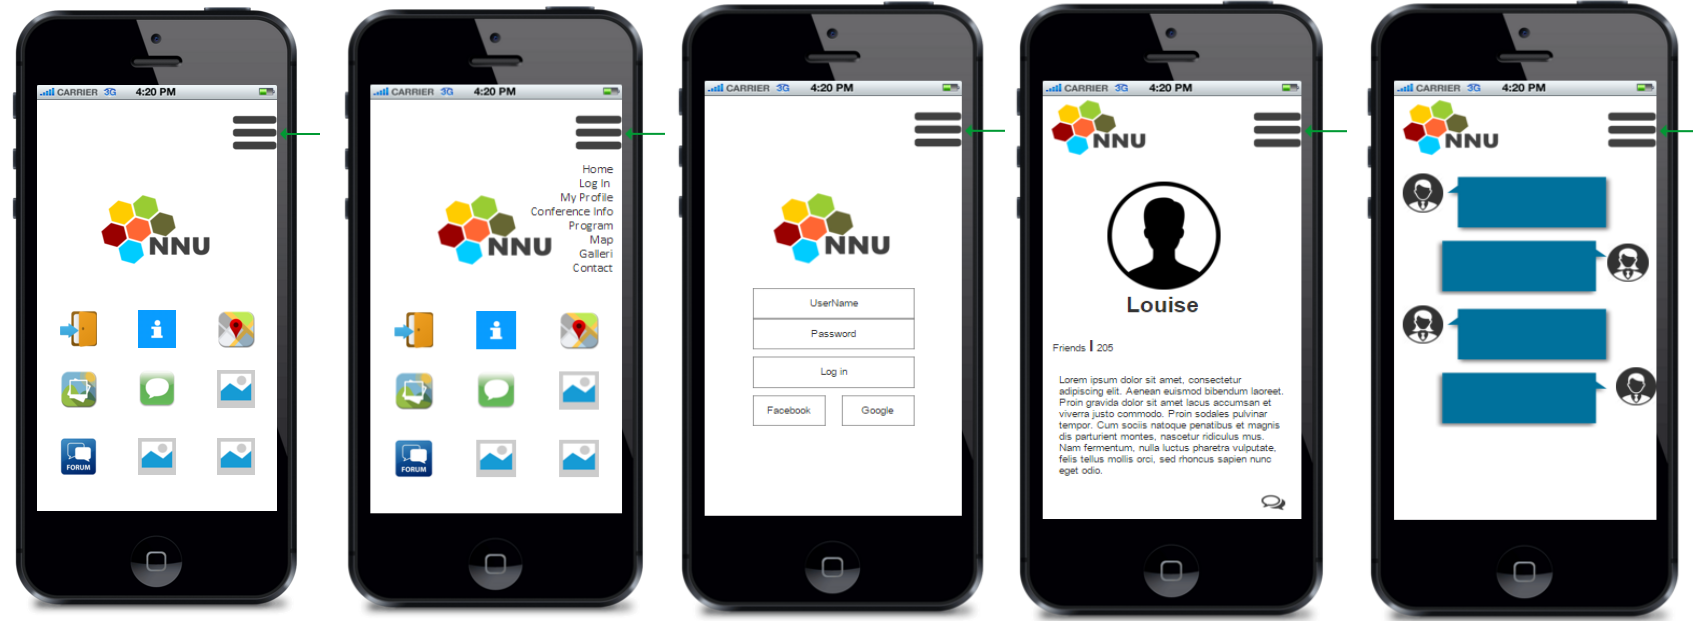 CARRIER 3G 4:20 PM
NNU
FORUM
CARRIER 3G 4:20 PM
Home
Log In
My Profile
Conference Info
Program
Map
Galleri
Contact
NNU
FORUM
CARRIER 3G 4:20 PM
NNU
UserName
Password
Log in
Facebook Google
CARRIER 3G 4:20 PM
NNU
Louise
Friends | 205
Lorem ipsum dolor sit amet, consectetur
adipiscing elit. Aenean euismod bibendum laoreet.
Proin gravida dolor sit amet lacus accumsan et
viverra justo commodo. Proin sodales pulvinar
tempor. Cum sociis natoque penatibus et magnis
dis parturient montes, nascetur ridiculus mus.
Nam fermentum, nulla luctus pharetra vulputate,
felis tellus mollis orci, sed rhoncus sapien nunc
eget odio.
CARRIER 3G 4:20 PM
NNU